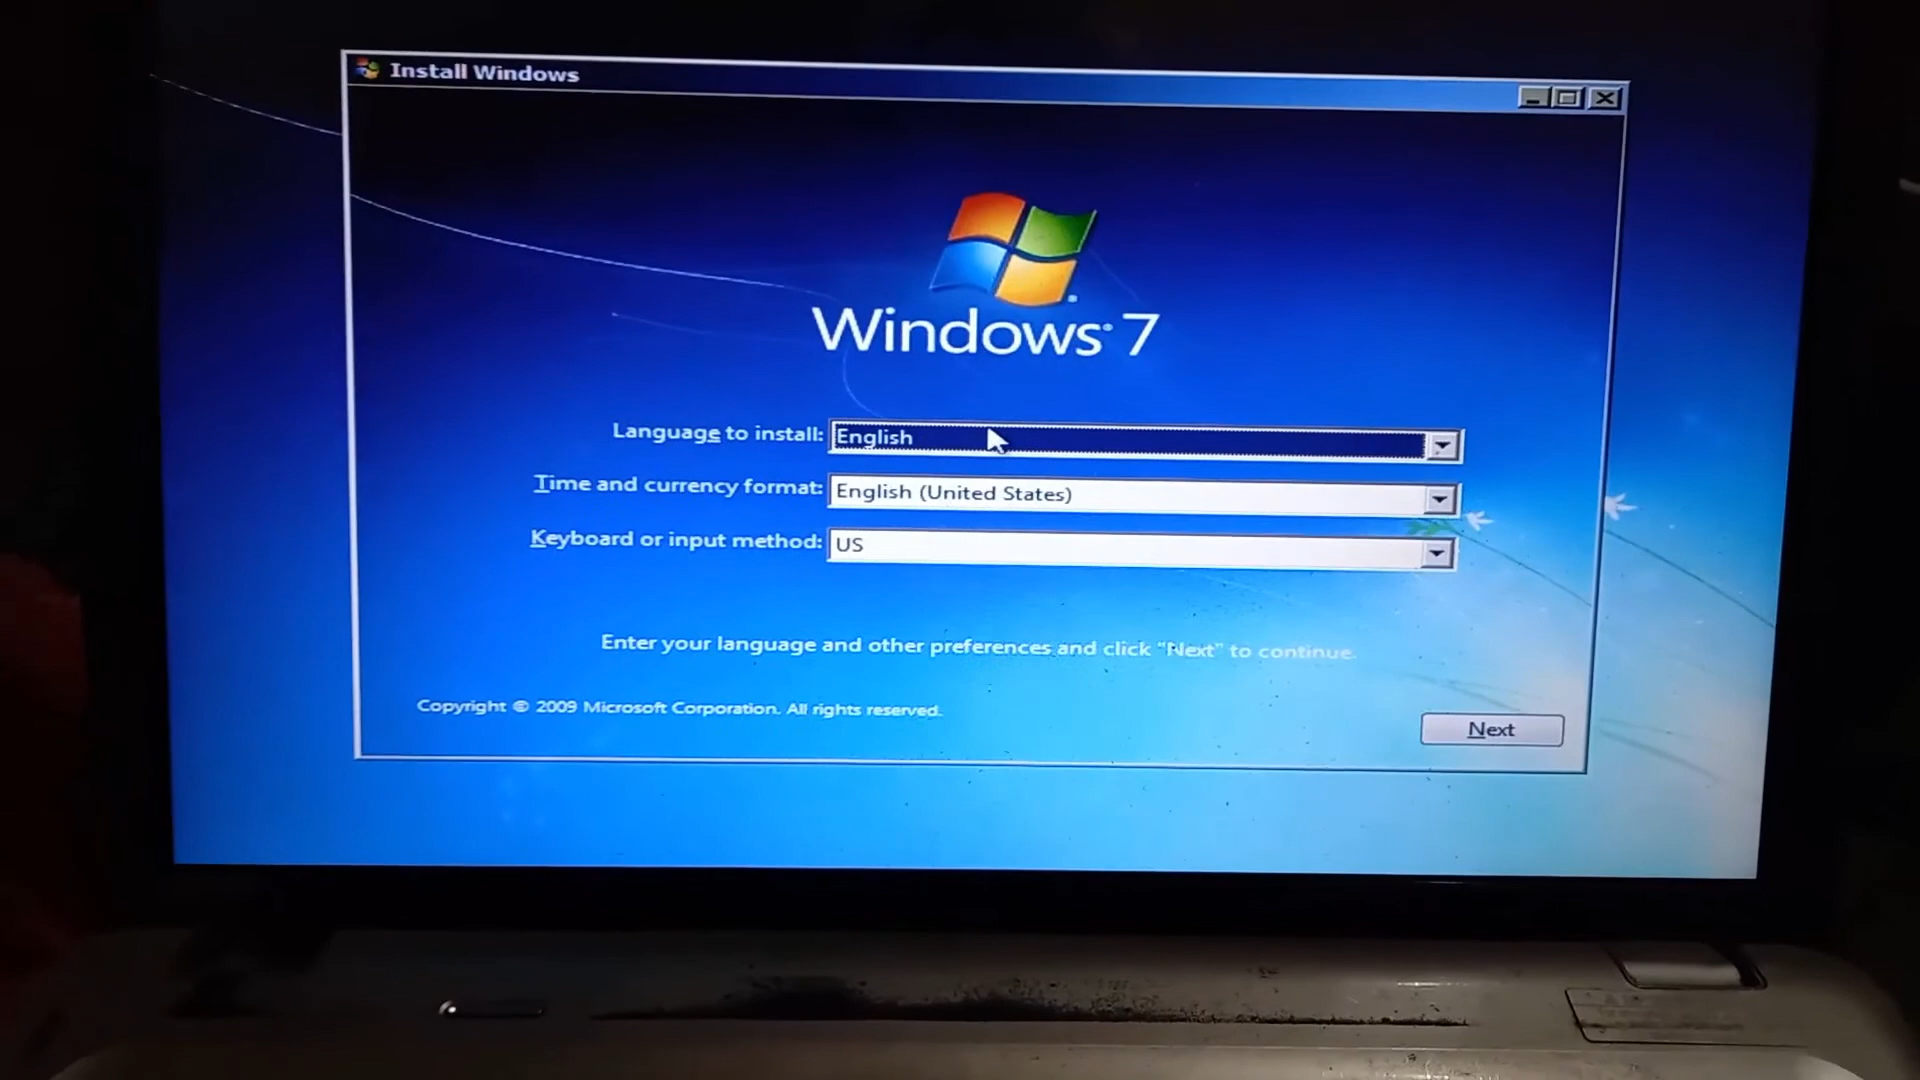 Install Windows
Windows® 7
Language to install: English
Time and currency format: English (United States)
Keyboard or input method: US
Enter your language and other preferences and click "Next" to continue.
Copyright © 2009 Microsoft Corporation. All rights reserved.
Next